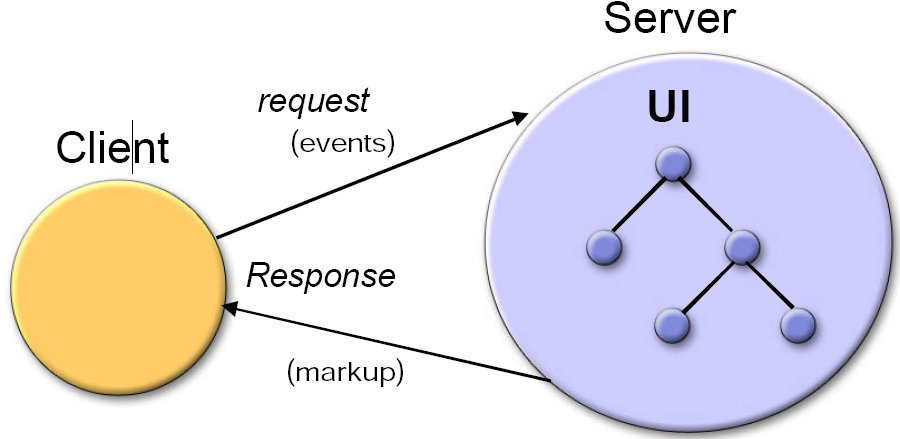 Server
UI
request
(events)
Client
Response
(markup)